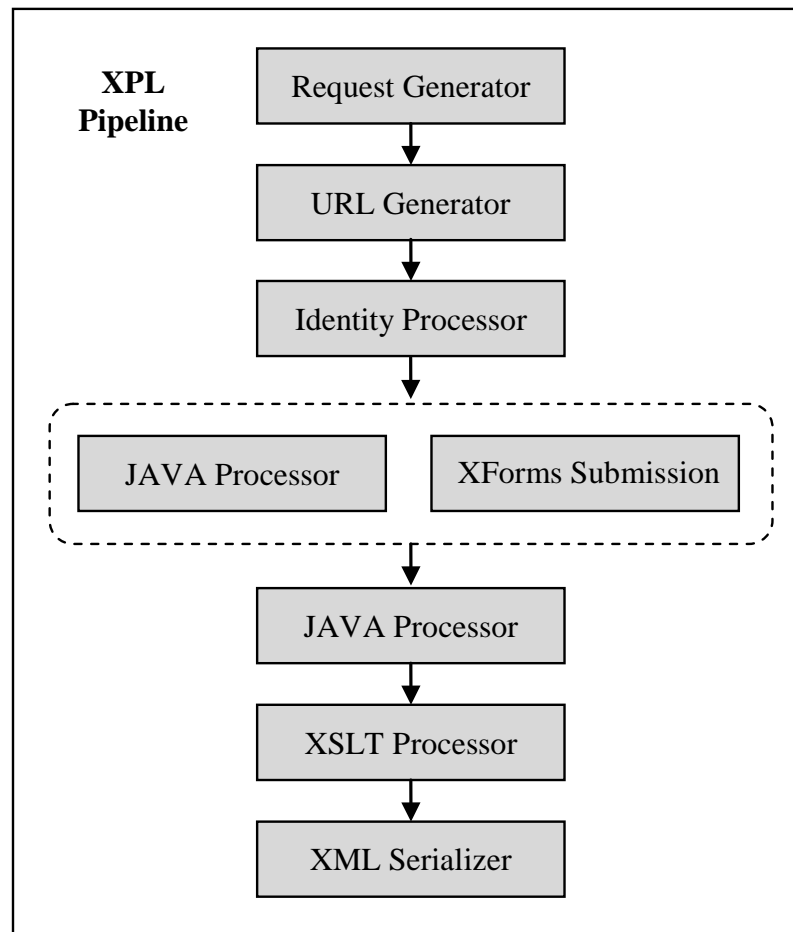 XPL
Pipeline
Request Generator
URL Generator
Identity Processor
JAVA Processor
XForms Submission
JAVA Processor
XSLT Processor
XML Serializer